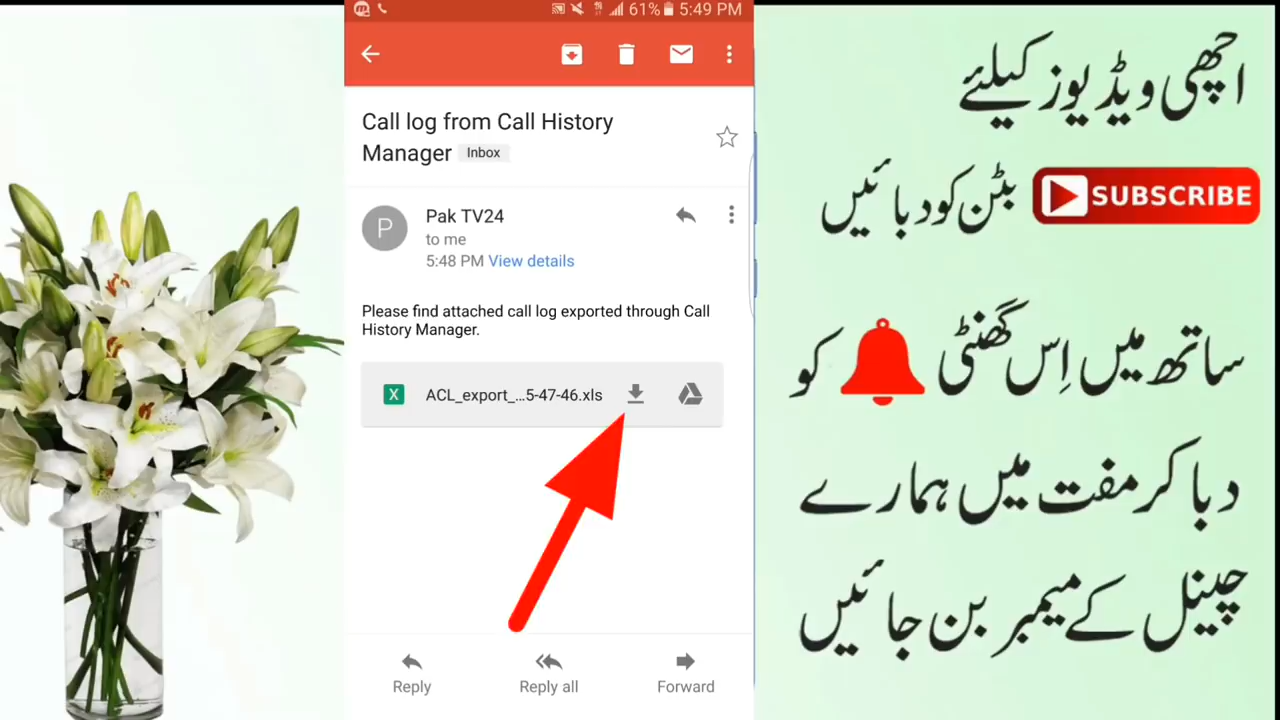 61% 5:49 PM
Call log from Call History
Manager Inbox
P
Pak TV24
to me
5:48 PM View details
Please find attached call log exported through Call
History Manager.
X ACL_export_...5-47-46.xls
Reply Reply all Forward
اچھی ویڈیوز کیلئے
SUBSCRIBE بٹن کو دبائیں
ساتھ میں اِس گھنٹی کو
دبا کر مفت میں ہمارے
چینل کے میمبر بن جائیں